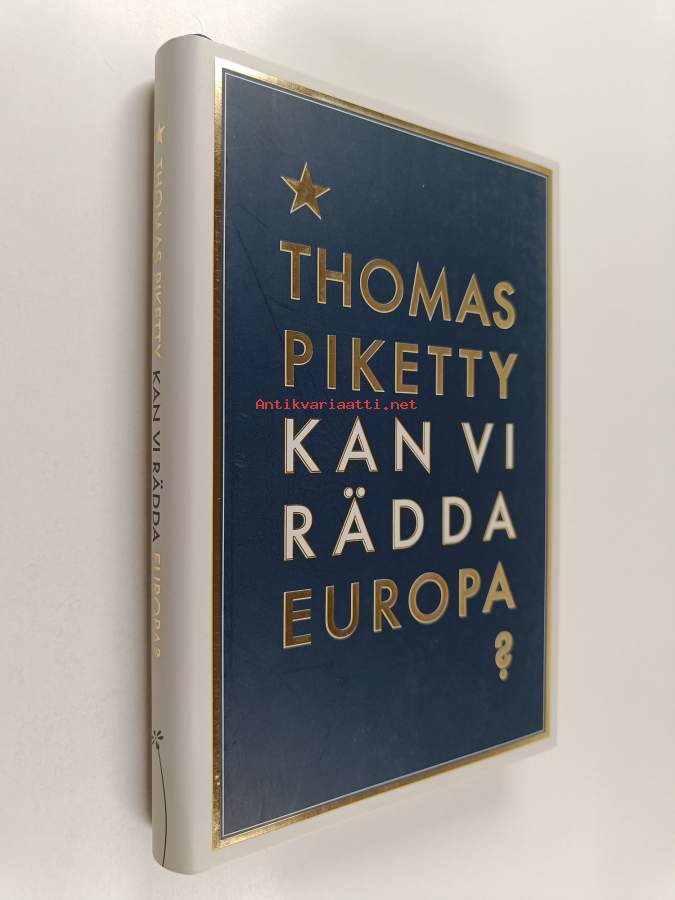 THOMAS PIKETTY KAN VI RÄDDA EUROPA?
THOMAS
PIKETTY
Antikvariaatti.net
KAN VI
RÄDDA
EUROPA
?